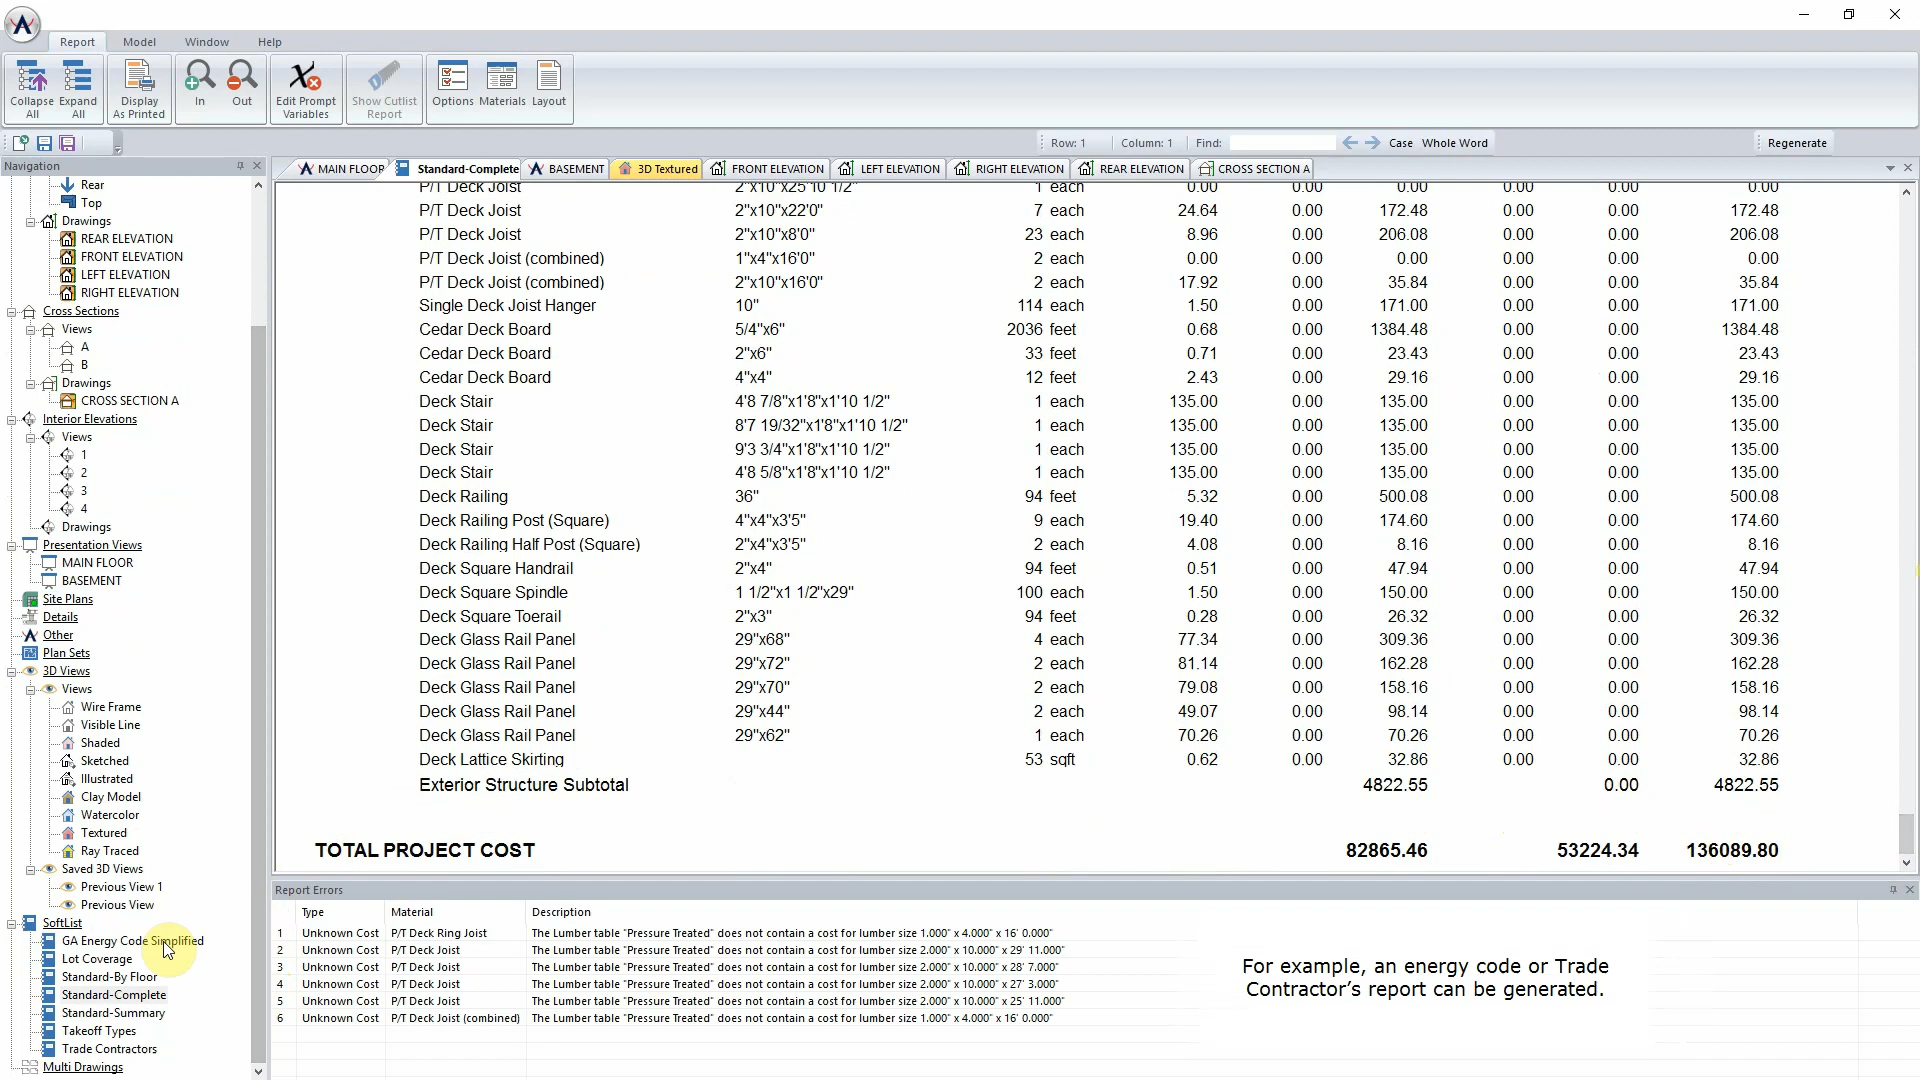 Report Model Window Help
Collapse All
Expand All
Display As Printed
In
Out
Edit Prompt Variables
Show Cutlist Report
Options
Materials
Layout
Row: 1 Column: 1 Find: Case Whole Word Regenerate
Navigation
Rear
Top
Drawings
REAR ELEVATION
FRONT ELEVATION
LEFT ELEVATION
RIGHT ELEVATION
Cross Sections
Views
A
B
Drawings
CROSS SECTION A
Interior Elevations
Views
1
2
3
4
Drawings
Presentation Views
MAIN FLOOR
BASEMENT
Site Plans
Details
Other
Plan Sets
3D Views
Views
Wire Frame
Visible Line
Shaded
Sketched
Illustrated
Clay Model
Watercolor
Textured
Ray Traced
Saved 3D Views
Previous View 1
Previous View
SoftList
GA Energy Code Simplified
Lot Coverage
Standard-By Floor
Standard-Complete
Standard-Summary
Takeoff Types
Trade Contractors
Multi Drawings
MAIN FLOOR Standard-Complete BASEMENT 3D Textured FRONT ELEVATION LEFT ELEVATION RIGHT ELEVATION REAR ELEVATION CROSS SECTION A
P/T Deck Joist 2"x10"x25'10 1/2" 1 each 0.00 0.00 0.00 0.00 0.00 0.00
P/T Deck Joist 2"x10"x22'0" 7 each 24.64 0.00 172.48 0.00 0.00 172.48
P/T Deck Joist 2"x10"x8'0" 23 each 8.96 0.00 206.08 0.00 0.00 206.08
P/T Deck Joist (combined) 1"x4"x16'0" 2 each 0.00 0.00 0.00 0.00 0.00 0.00
P/T Deck Joist (combined) 2"x10"x16'0" 2 each 17.92 0.00 35.84 0.00 0.00 35.84
Single Deck Joist Hanger 10" 114 each 1.50 0.00 171.00 0.00 0.00 171.00
Cedar Deck Board 5/4"x6" 2036 feet 0.68 0.00 1384.48 0.00 0.00 1384.48
Cedar Deck Board 2"x6" 33 feet 0.71 0.00 23.43 0.00 0.00 23.43
Cedar Deck Board 4"x4" 12 feet 2.43 0.00 29.16 0.00 0.00 29.16
Deck Stair 4'8 7/8"x1'8"x1'10 1/2" 1 each 135.00 0.00 135.00 0.00 0.00 135.00
Deck Stair 8'7 19/32"x1'8"x1'10 1/2" 1 each 135.00 0.00 135.00 0.00 0.00 135.00
Deck Stair 9'3 3/4"x1'8"x1'10 1/2" 1 each 135.00 0.00 135.00 0.00 0.00 135.00
Deck Stair 4'8 5/8"x1'8"x1'10 1/2" 1 each 135.00 0.00 135.00 0.00 0.00 135.00
Deck Railing 36" 94 feet 5.32 0.00 500.08 0.00 0.00 500.08
Deck Railing Post (Square) 4"x4"x3'5" 9 each 19.40 0.00 174.60 0.00 0.00 174.60
Deck Railing Half Post (Square) 2"x4"x3'5" 2 each 4.08 0.00 8.16 0.00 0.00 8.16
Deck Square Handrail 2"x4" 94 feet 0.51 0.00 47.94 0.00 0.00 47.94
Deck Square Spindle 1 1/2"x1 1/2"x29" 100 each 1.50 0.00 150.00 0.00 0.00 150.00
Deck Square Toerail 2"x3" 94 feet 0.28 0.00 26.32 0.00 0.00 26.32
Deck Glass Rail Panel 29"x68" 4 each 77.34 0.00 309.36 0.00 0.00 309.36
Deck Glass Rail Panel 29"x72" 2 each 81.14 0.00 162.28 0.00 0.00 162.28
Deck Glass Rail Panel 29"x70" 2 each 79.08 0.00 158.16 0.00 0.00 158.16
Deck Glass Rail Panel 29"x44" 2 each 49.07 0.00 98.14 0.00 0.00 98.14
Deck Glass Rail Panel 29"x62" 1 each 70.26 0.00 70.26 0.00 0.00 70.26
Deck Lattice Skirting 53 sqft 0.62 0.00 32.86 0.00 0.00 32.86
Exterior Structure Subtotal 4822.55 0.00 4822.55
TOTAL PROJECT COST 82865.46 53224.34 136089.80
Report Errors
Type Material Description
1 Unknown Cost P/T Deck Ring Joist The Lumber table "Pressure Treated" does not contain a cost for lumber size 1.000" x 4.000" x 16' 0.000"
2 Unknown Cost P/T Deck Joist The Lumber table "Pressure Treated" does not contain a cost for lumber size 2.000" x 10.000" x 29' 11.000"
3 Unknown Cost P/T Deck Joist The Lumber table "Pressure Treated" does not contain a cost for lumber size 2.000" x 10.000" x 28' 7.000"
4 Unknown Cost P/T Deck Joist The Lumber table "Pressure Treated" does not contain a cost for lumber size 2.000" x 10.000" x 27' 3.000"
5 Unknown Cost P/T Deck Joist The Lumber table "Pressure Treated" does not contain a cost for lumber size 2.000" x 10.000" x 25' 11.000"
6 Unknown Cost P/T Deck Joist (combined) The Lumber table "Pressure Treated" does not contain a cost for lumber size 1.000" x 4.000" x 16' 0.000"
For example, an energy code or Trade
Contractor's report can be generated.